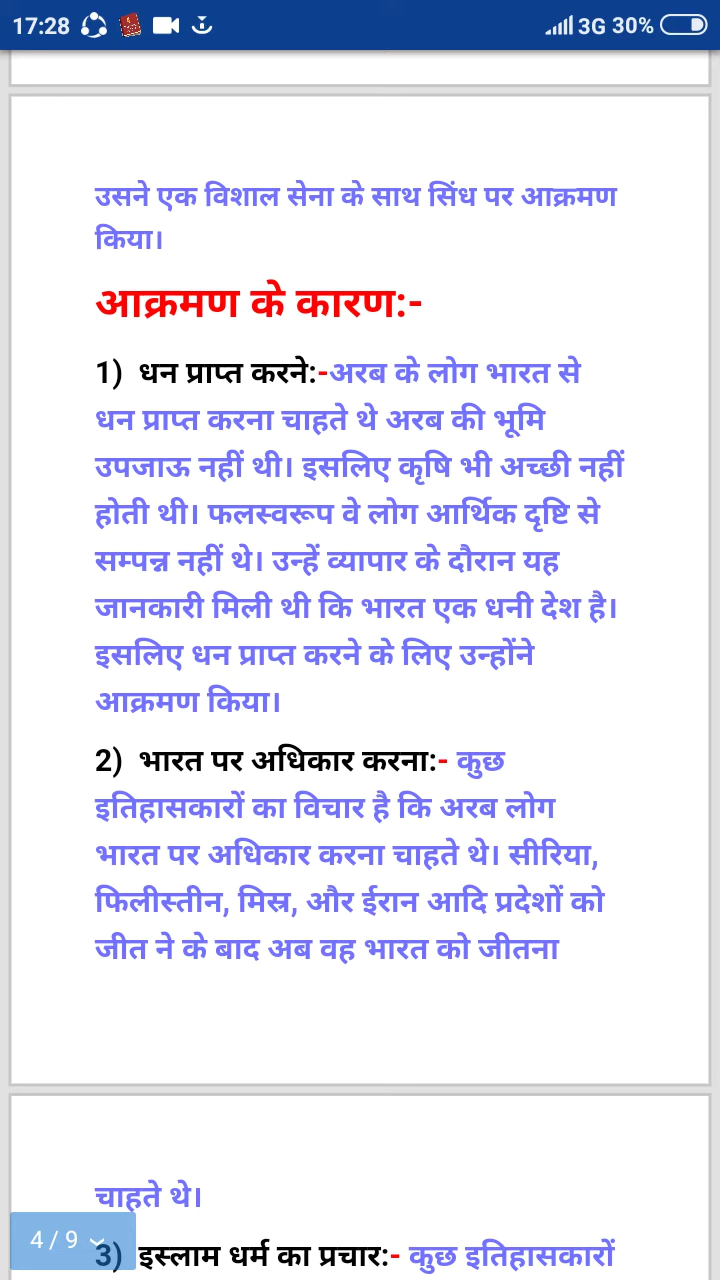 17:28
3G 30%
उसने एक विशाल सेना के साथ सिंध पर आक्रमण
किया।
आक्रमण के कारण:-
1) धन प्राप्त करने:-अरब के लोग भारत से
धन प्राप्त करना चाहते थे अरब की भूमि
उपजाऊ नहीं थी। इसलिए कृषि भी अच्छी नहीं
होती थी। फलस्वरूप वे लोग आर्थिक दृष्टि से
सम्पन्न नहीं थे। उन्हें व्यापार के दौरान यह
जानकारी मिली थी कि भारत एक धनी देश है।
इसलिए धन प्राप्त करने के लिए उन्होंने
आक्रमण किया।
2) भारत पर अधिकार करना:- कुछ
इतिहासकारों का विचार है कि अरब लोग
भारत पर अधिकार करना चाहते थे। सीरिया,
फिलीस्तीन, मिस्र, और ईरान आदि प्रदेशों को
जीत ने के बाद अब वह भारत को जीतना
चाहते थे।
4 / 9
3) इस्लाम धर्म का प्रचार:- कुछ इतिहासकारों